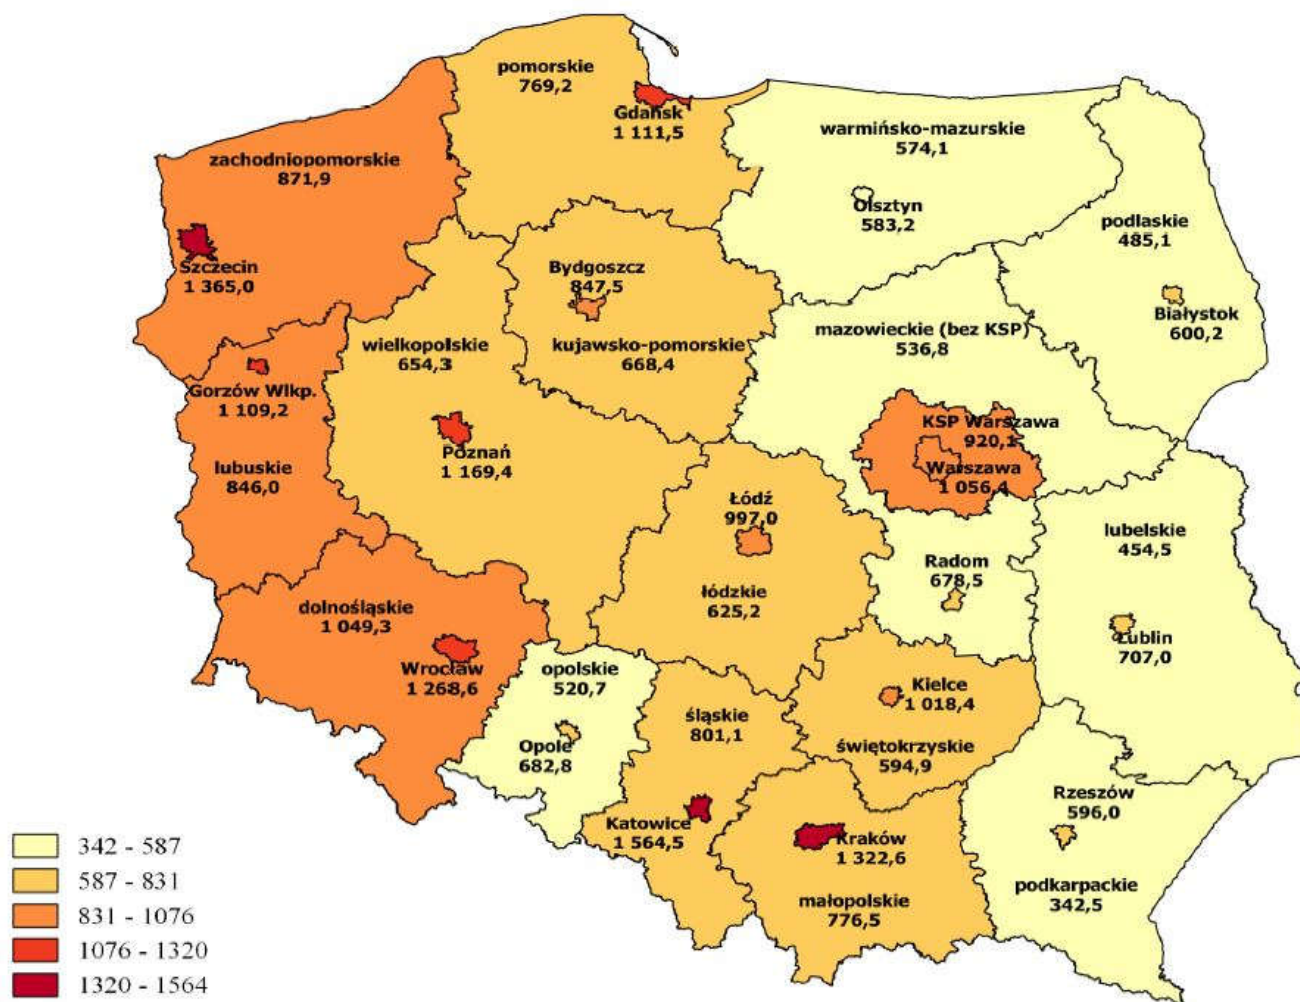 pomorskie
769,2
Gdańsk
1 111,5
warmińsko-mazurskie
574,1
Olsztyn
583,2
zachodniopomorskie
871,9
Szczecin
1 365,0
podlaskie
485,1
Białystok
600,2
Bydgoszcz
847,5
kujawsko-pomorskie
668,4
mazowieckie (bez KSP)
536,8
wielkopolskie
654,3
Gorzów Wlkp.
1 109,2
lubuskie
846,0
Poznań
1 169,4
KSP Warszawa
920,1
Warszawa
1 056,4
Łódź
997,0
łódzkie
625,2
Radom
678,5
lubelskie
454,5
Lublin
707,0
dolnośląskie
1 049,3
Wrocław
1 268,6
opolskie
520,7
Opole
682,8
śląskie
801,1
Katowice
1 564,5
Kielce
1 018,4
świętokrzyskie
594,9
Kraków
1 322,6
małopolskie
776,5
Rzeszów
596,0
podkarpackie
342,5
342 - 587
587 - 831
831 - 1076
1076 - 1320
1320 - 1564